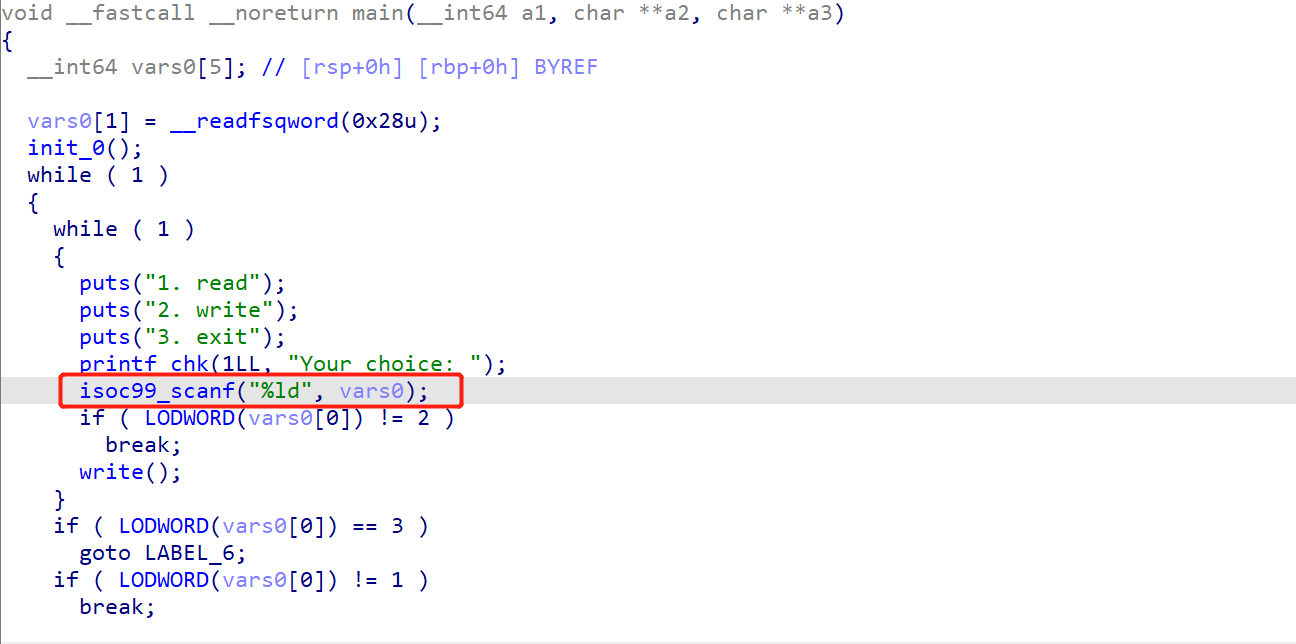 void __fastcall __noreturn main(__int64 a1, char **a2, char **a3)
{
  __int64 vars0[5]; // [rsp+0h] [rbp+0h] BYREF

  vars0[1] = __readfsqword(0x28u);
  init_0();
  while ( 1 )
  {
    while ( 1 )
    {
      puts("1. read");
      puts("2. write");
      puts("3. exit");
      printf_chk(1LL, "Your choice: ");
      isoc99_scanf("%ld", vars0);
      if ( LODWORD(vars0[0]) != 2 )
        break;
      write();
    }
    if ( LODWORD(vars0[0]) == 3 )
      goto LABEL_6;
    if ( LODWORD(vars0[0]) != 1 )
      break;